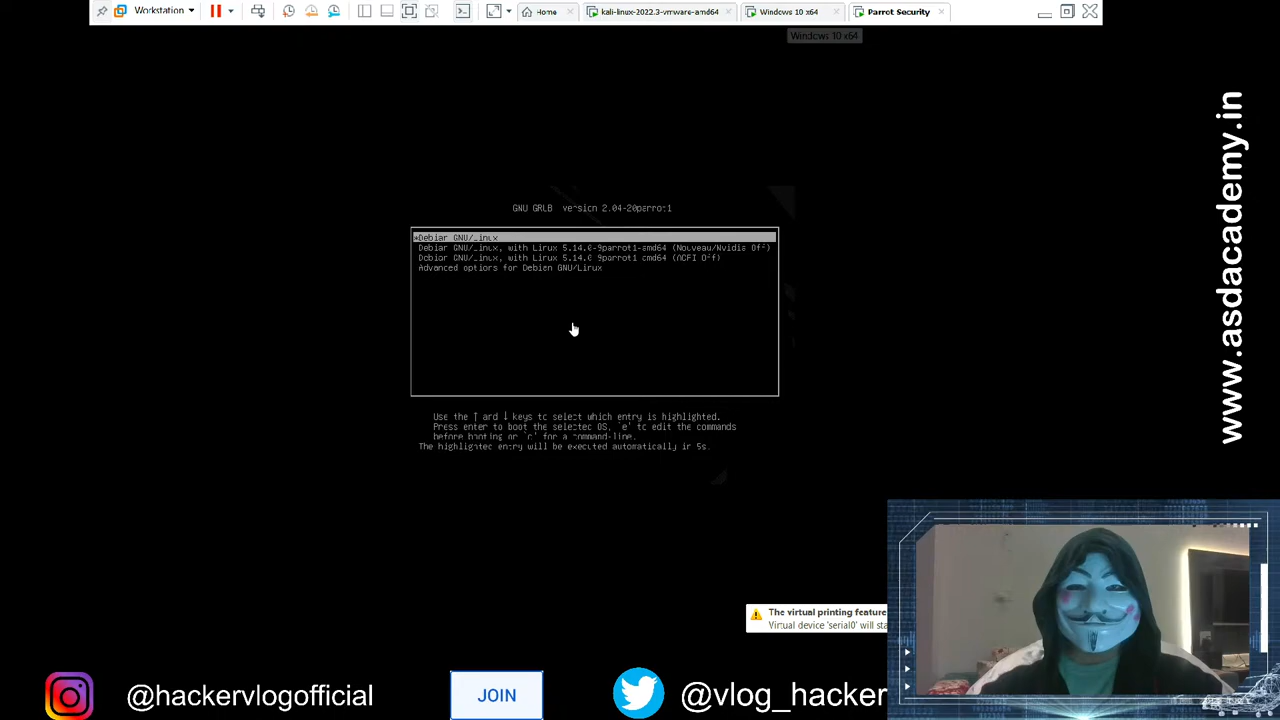 Workstation
Home
kali-linux-2022.3-vmware-amd64
Windows 10 x64
Parrot Security
Windows 10 x64
GNU GRUB version 2.04-20parrot1
*Debian GNU/Linux
Debian GNU/Linux, with Linux 5.14.0-9parrot1-amd64 (Nouveau/Nvidia Off)
Debian GNU/Linux, with Linux 5.14.0-9parrot1-amd64 (ACPI Off)
Advanced options for Debian GNU/Linux
Use the ↑ and ↓ keys to select which entry is highlighted.
Press enter to boot the selected OS, `e' to edit the commands
before booting or `c' for a command-line.
The highlighted entry will be executed automatically in 5s.
www.asdacademy.in
The virtual printing feature
Virtual device 'serial0' will sta
@hackervlogofficial
JOIN
@vlog_hacker